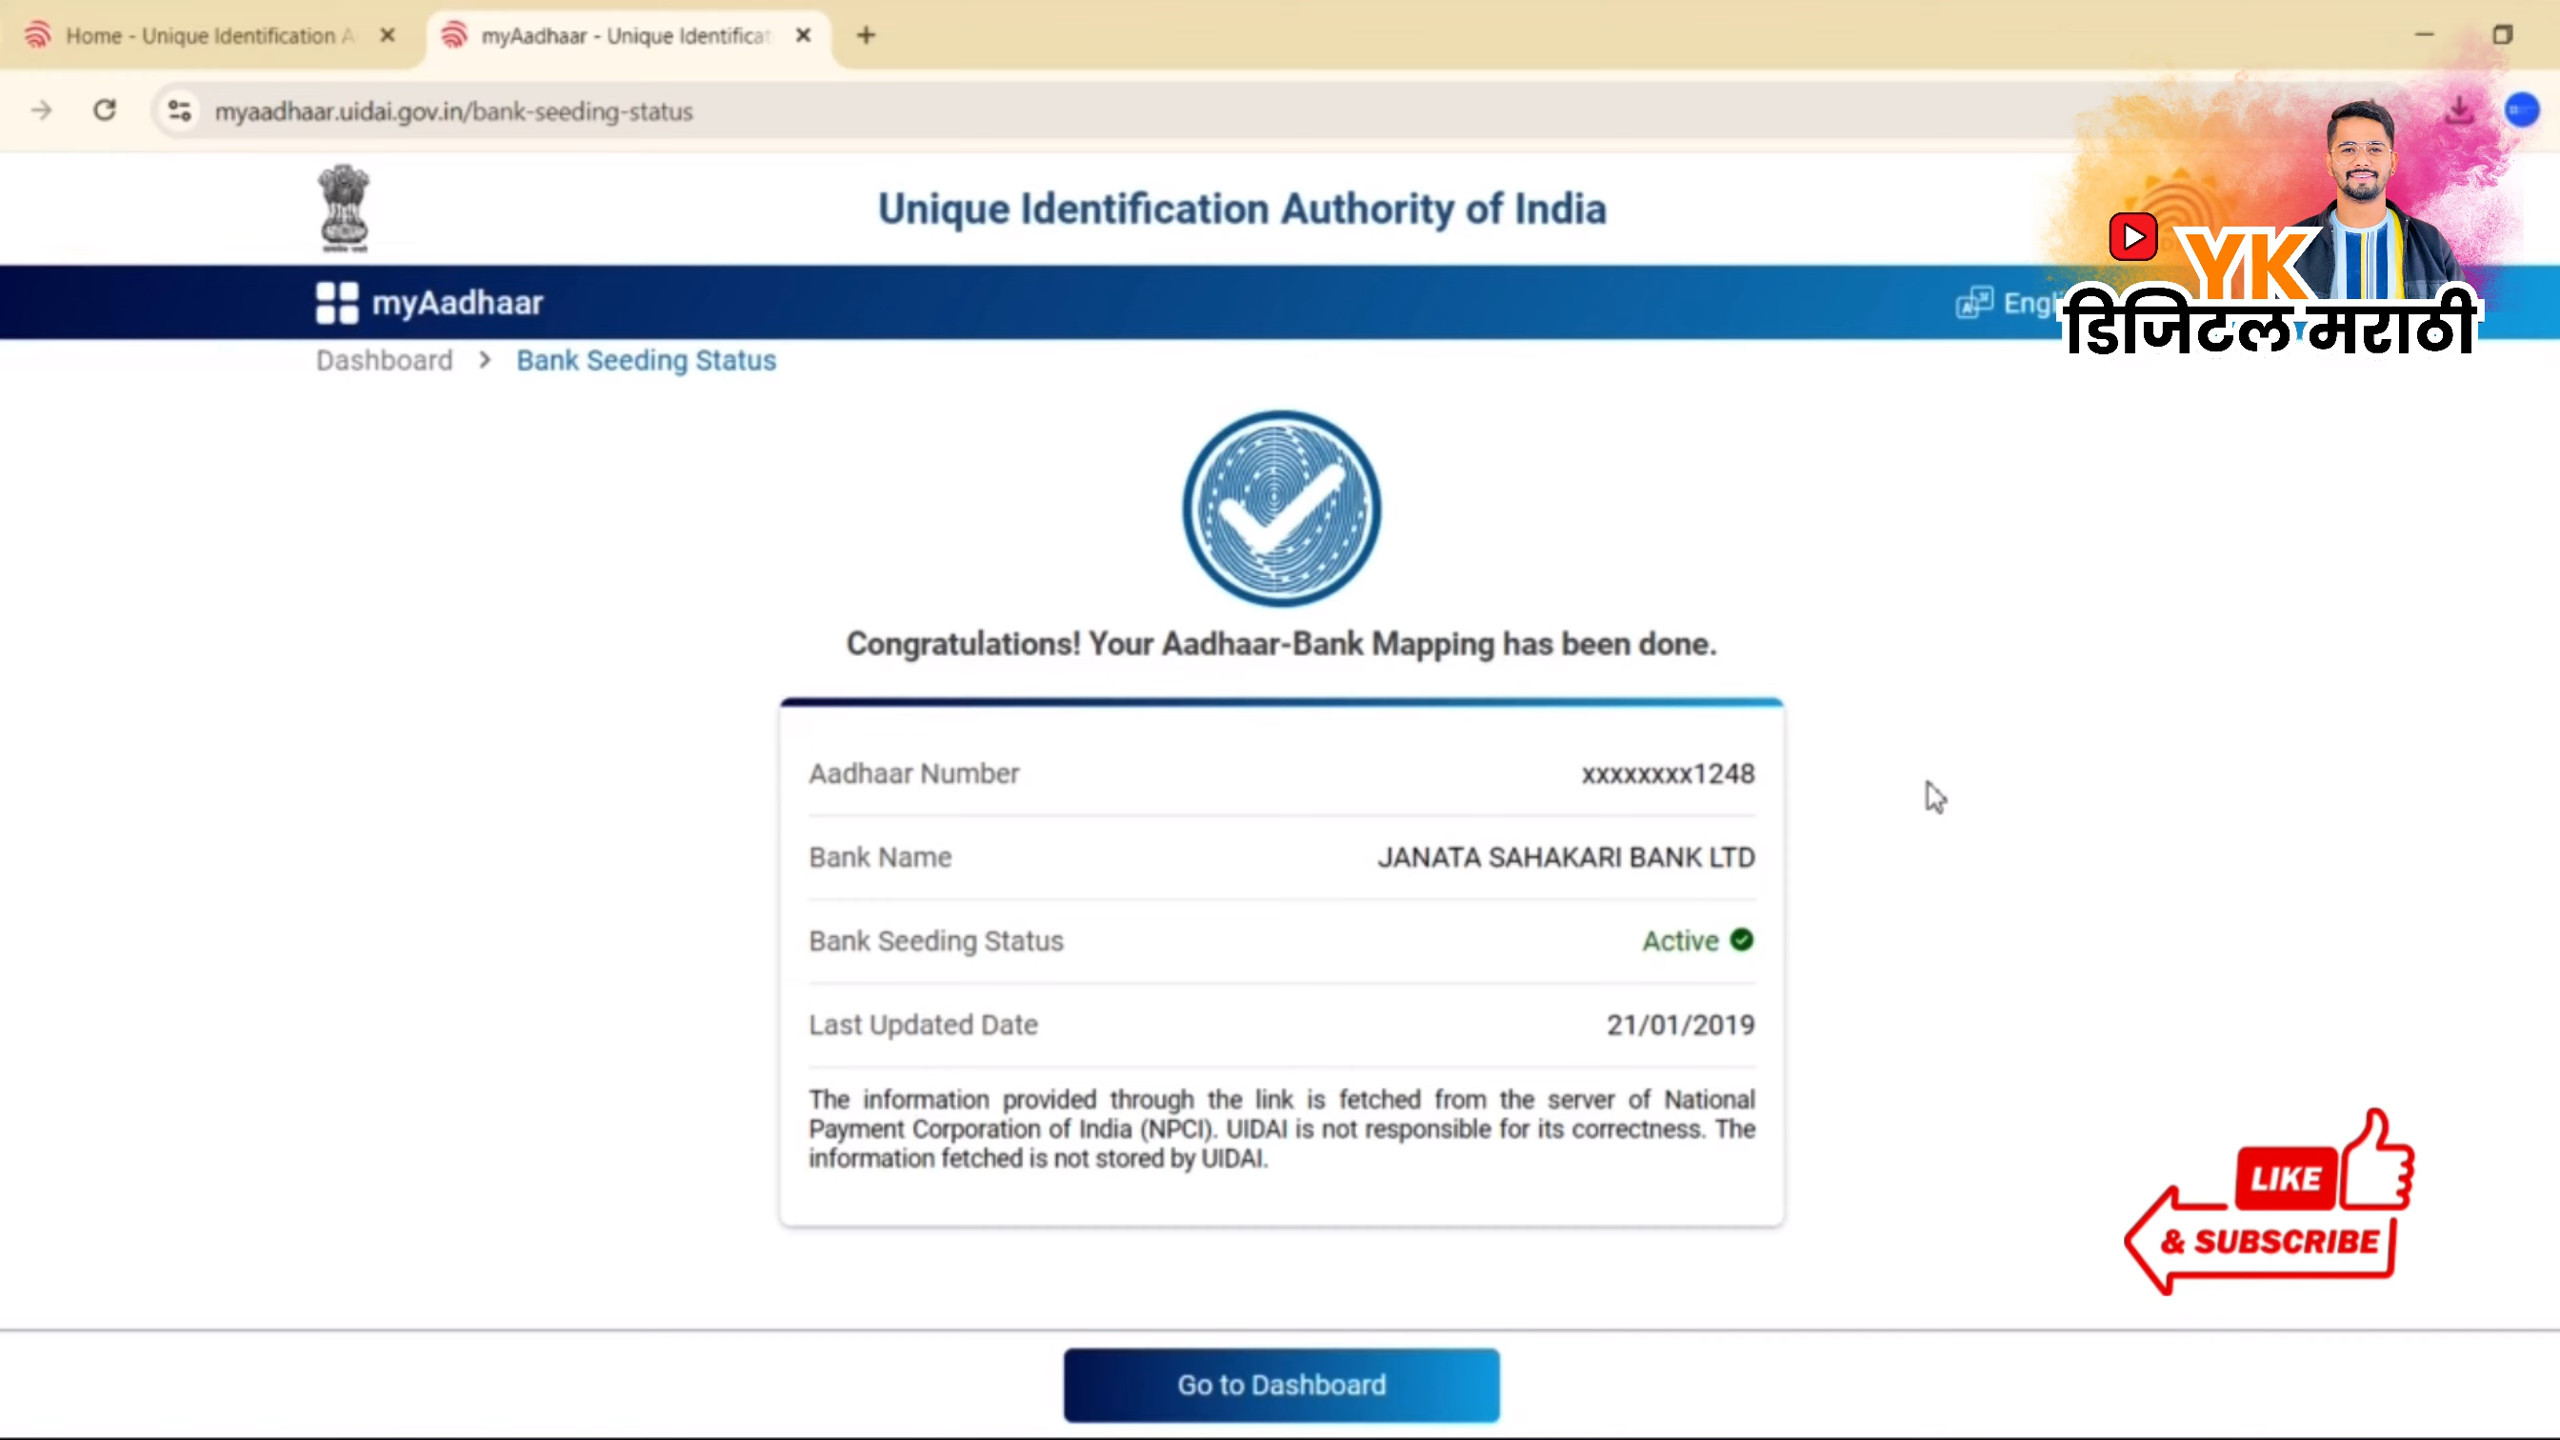 Home - Unique Identification A
myAadhaar - Unique Identificat
myaadhaar.uidai.gov.in/bank-seeding-status
Unique Identification Authority of India
myAadhaar
Engl
YK
डिजिटल मराठी
Dashboard > Bank Seeding Status
Congratulations! Your Aadhaar-Bank Mapping has been done.
Aadhaar Number xxxxxxxx1248
Bank Name JANATA SAHAKARI BANK LTD
Bank Seeding Status Active
Last Updated Date 21/01/2019
The information provided through the link is fetched from the server of National
Payment Corporation of India (NPCI). UIDAI is not responsible for its correctness. The
information fetched is not stored by UIDAI.
LIKE
& SUBSCRIBE
Go to Dashboard